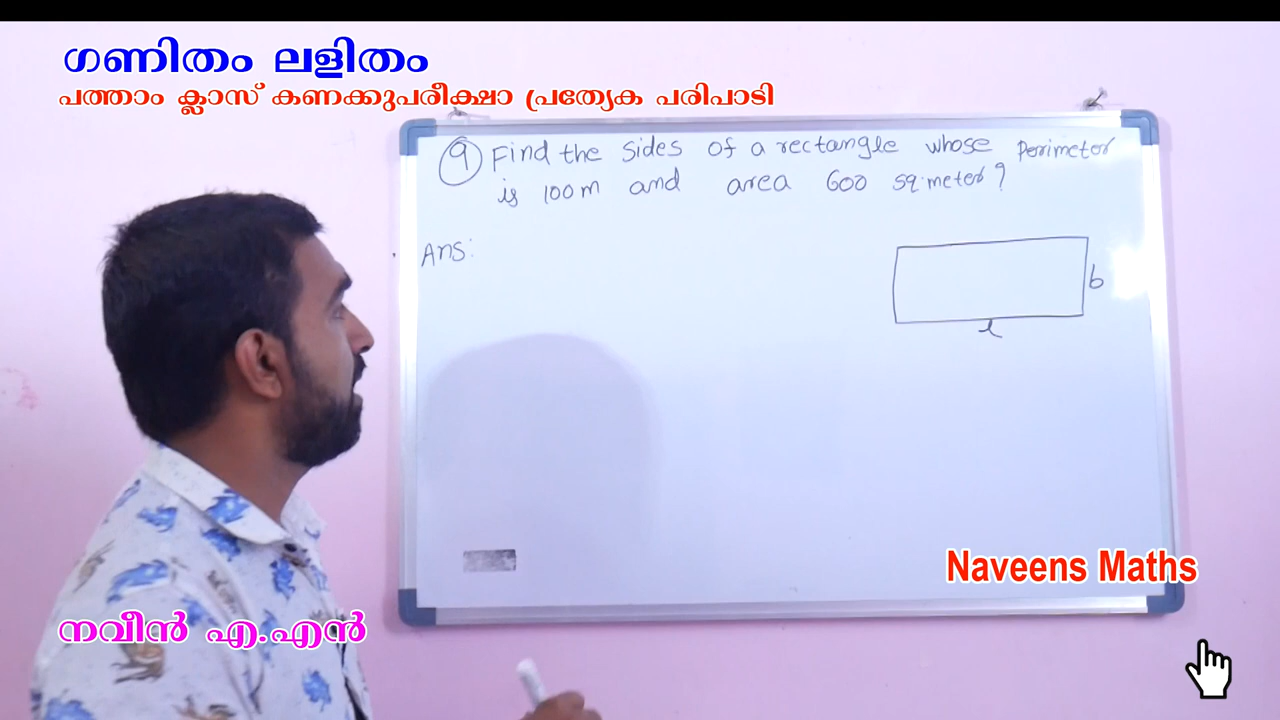 ഗണിതം ലളിതം
പത്താം ക്ലാസ് കണക്കുപരീക്ഷാ പ്രത്യേക പരിപാടി
9 Find the sides of a rectangle whose perimeter
is 100m and area 600 sq.meter?
Ans:
b
l
Naveens Maths
നവീൻ എ.എൻ